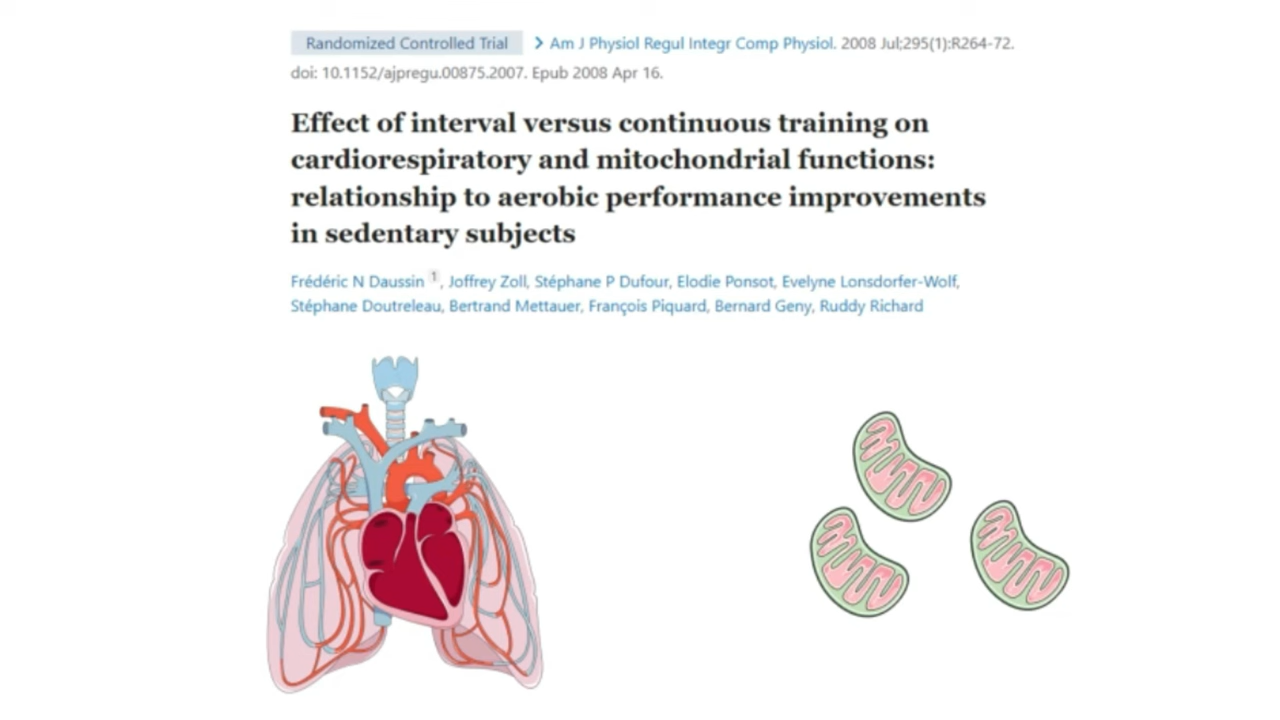 Randomized Controlled Trial > Am J Physiol Regul Integr Comp Physiol. 2008 Jul;295(1):R264-72.
doi: 10.1152/ajpregu.00875.2007. Epub 2008 Apr 16.
Effect of interval versus continuous training on
cardiorespiratory and mitochondrial functions:
relationship to aerobic performance improvements
in sedentary subjects
Frédéric N Daussin 1, Joffrey Zoll, Stéphane P Dufour, Elodie Ponsot, Evelyne Lonsdorfer-Wolf,
Stéphane Doutreleau, Bertrand Mettauer, François Piquard, Bernard Geny, Ruddy Richard